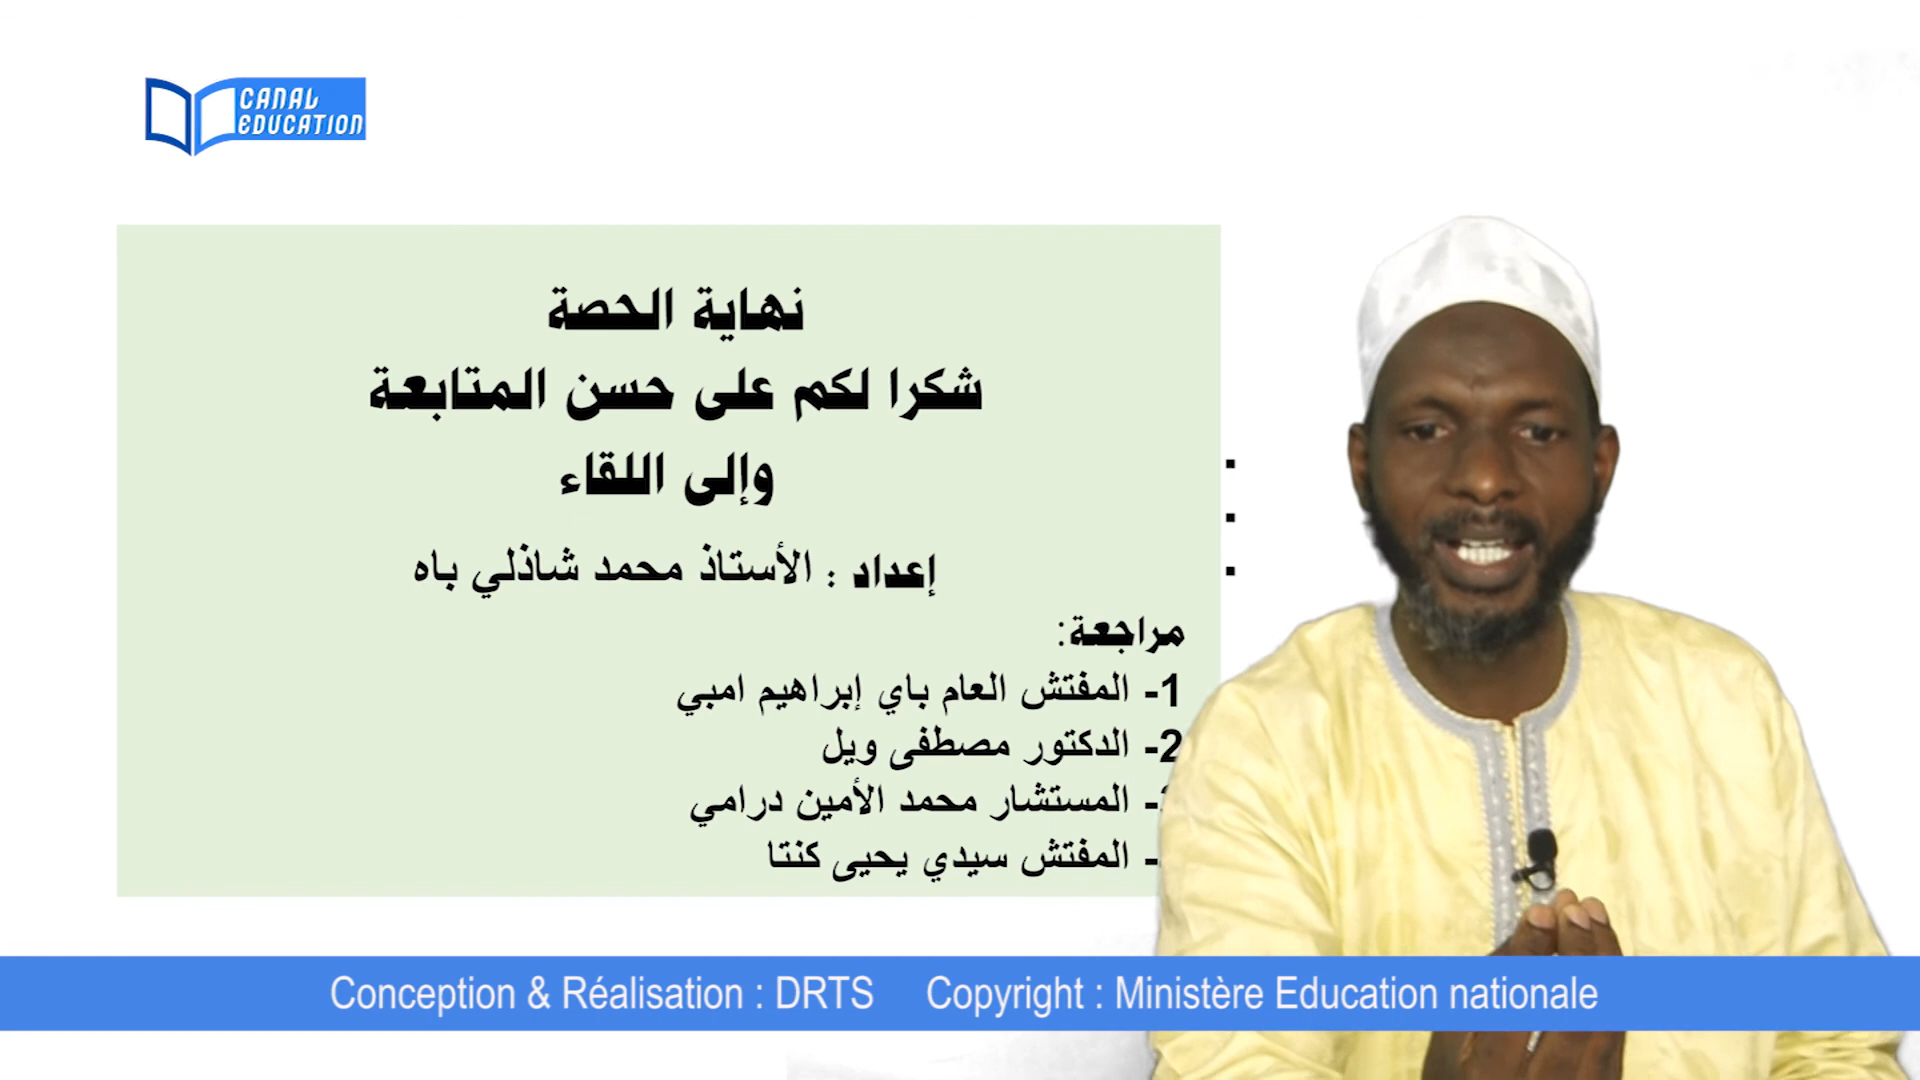 CANAL
EDUCATION
نهاية الحصة
شكرا لكم على حسن المتابعة
وإلى اللقاء
إعداد : الأستاذ محمد شاذلي باه
مراجعة:
1- المفتش العام باي إبراهيم امبي
2- الدكتور مصطفى ويل
- المستشار محمد الأمين درامي
- المفتش سيدي يحيى كنتا
Conception & Réalisation : DRTS Copyright : Ministère Education nationale